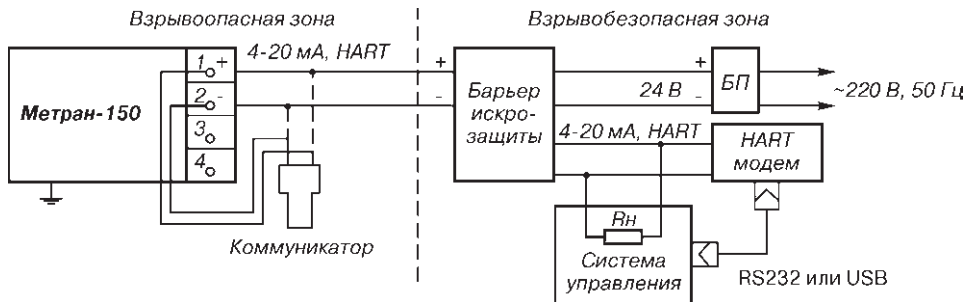 Взрывоопасная зона
Взрывобезопасная зона
1 +
4-20 мА, HART
+
+
2 -
-
24 В
-
БП
~220 В, 50 Гц
Метран-150
3
4
Барьер
искро-
защиты
4-20 мА, HART
HART
модем
Коммуникатор
Rн
Система
управления
RS232 или USB